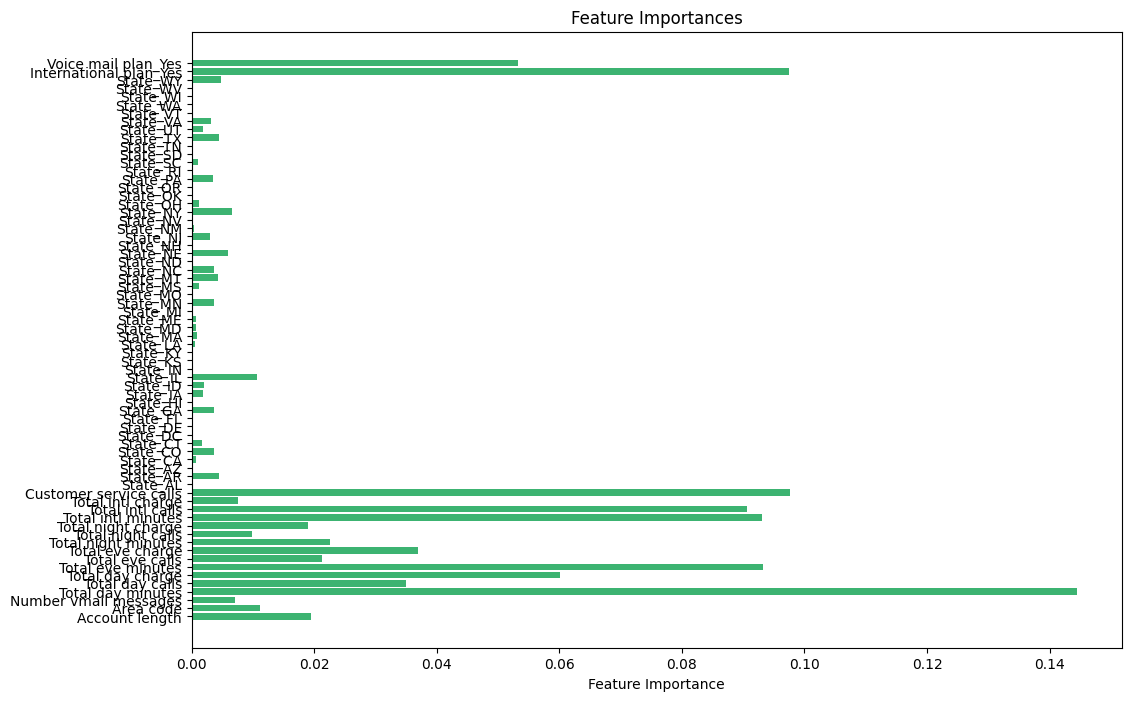 Feature Importances
Voice mail plan_Yes
International plan_Yes
State_WY
State_WV
State_WI
State_WA
State_VT
State_VA
State_UT
State_TX
State_TN
State_SD
State_SC
State_RI
State_PA
State_OR
State_OK
State_OH
State_NY
State_NV
State_NM
State_NJ
State_NH
State_NE
State_ND
State_NC
State_MT
State_MS
State_MO
State_MN
State_MI
State_ME
State_MD
State_MA
State_LA
State_KY
State_KS
State_IN
State_IL
State_ID
State_IA
State_HI
State_GA
State_FL
State_DE
State_DC
State_CT
State_CO
State_CA
State_AZ
State_AR
State_AL
Customer service calls
Total intl charge
Total intl calls
Total intl minutes
Total night charge
Total night calls
Total night minutes
Total eve charge
Total eve calls
Total eve minutes
Total day charge
Total day calls
Total day minutes
Number vmail messages
Area code
Account length
0.00 0.02 0.04 0.06 0.08 0.10 0.12 0.14
Feature Importance